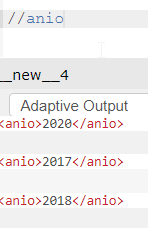 //anio
__new__4
Adaptive Output
<anio>2020</anio>
<anio>2017</anio>
<anio>2018</anio>